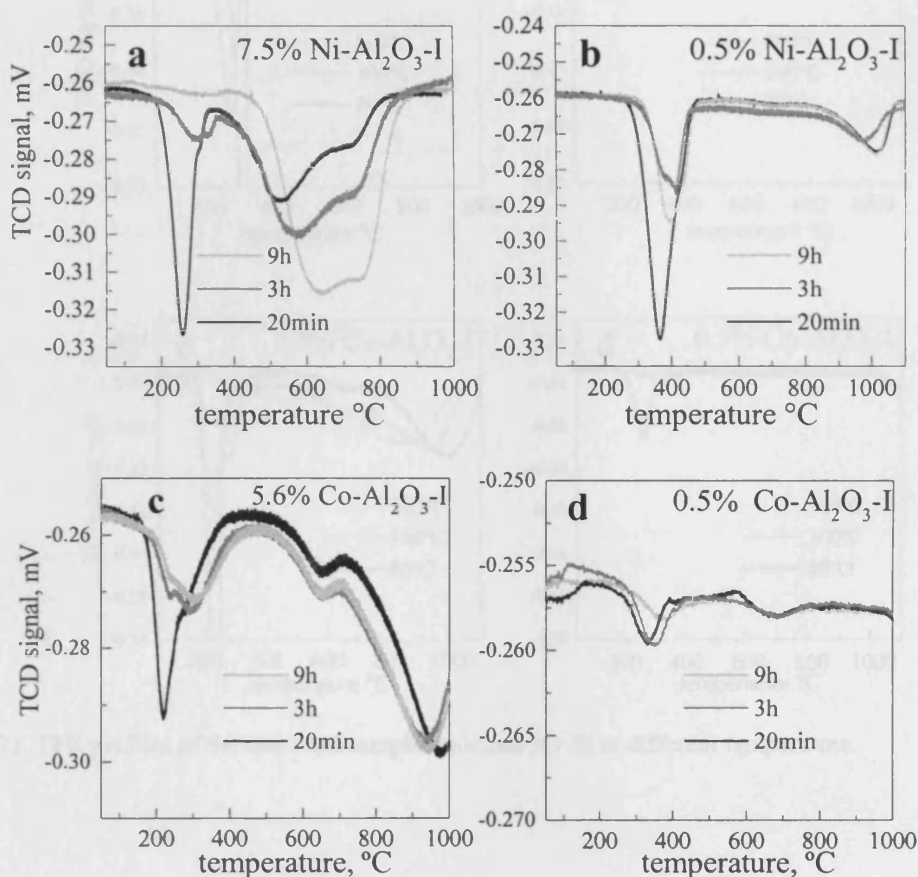 a 7.5% Ni-Al₂O₃-I
TCD signal, mV
-0.25
-0.26
-0.27
-0.28
-0.29
-0.30
-0.31
-0.32
-0.33
9h
3h
20min
200 400 600 800 1000
temperature °C
b 0.5% Ni-Al₂O₃-I
-0.24
-0.25
-0.26
-0.27
-0.28
-0.29
-0.30
-0.31
-0.32
-0.33
9h
3h
20min
200 400 600 800 1000
temperature °C
c 5.6% Co-Al₂O₃-I
TCD signal, mV
-0.26
-0.28
-0.30
9h
3h
20min
200 400 600 800 1000
temperature, °C
d 0.5% Co-Al₂O₃-I
-0.250
-0.255
-0.260
-0.265
-0.270
9h
3h
20min
200 400 600 800 1000
temperature, °C